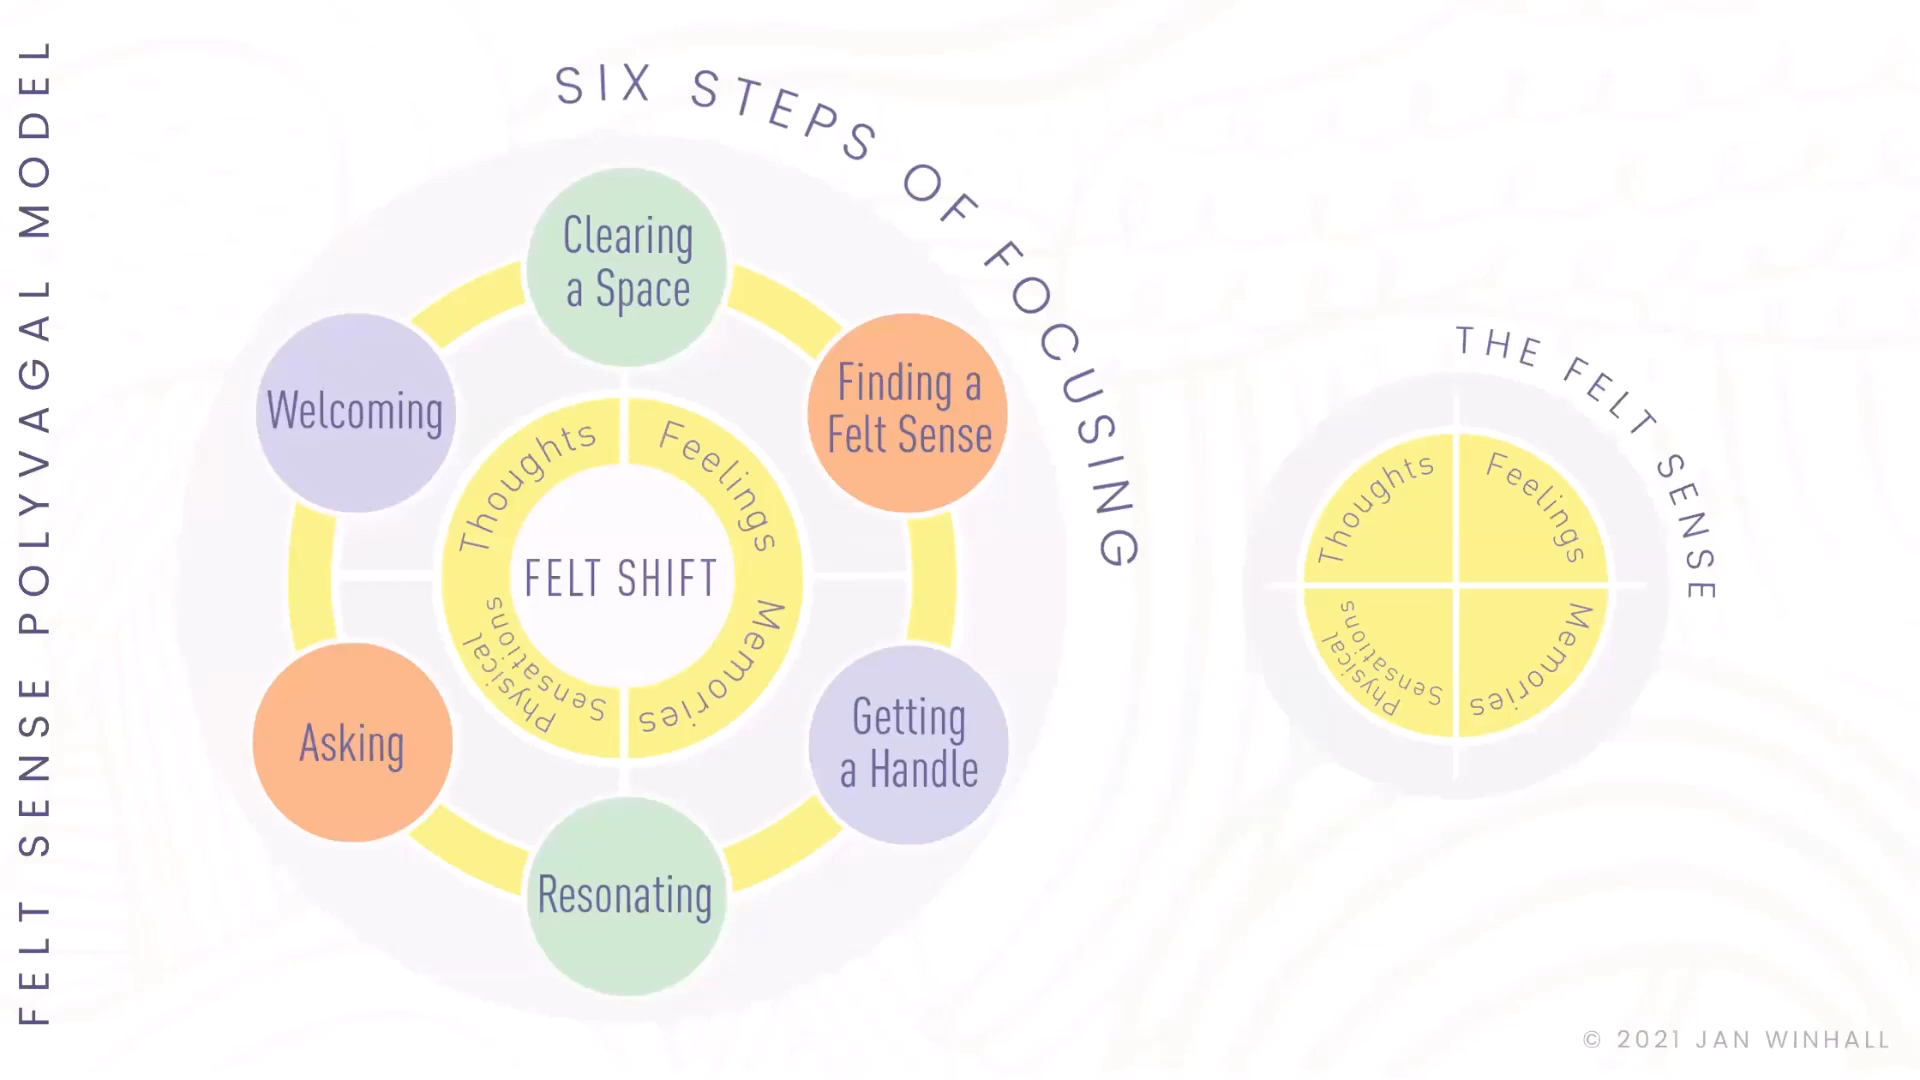 FELT SENSE POLYVAGAL MODEL
SIX STEPS OF FOCUSING
Clearing
a Space
Finding a
Felt Sense
Getting
a Handle
Resonating
Asking
Welcoming
Thoughts
Feelings
Memories
Physical
Sensations
FELT SHIFT
THE FELT SENSE
Thoughts
Feelings
Memories
Physical
Sensations
© 2021 JAN WINHALL